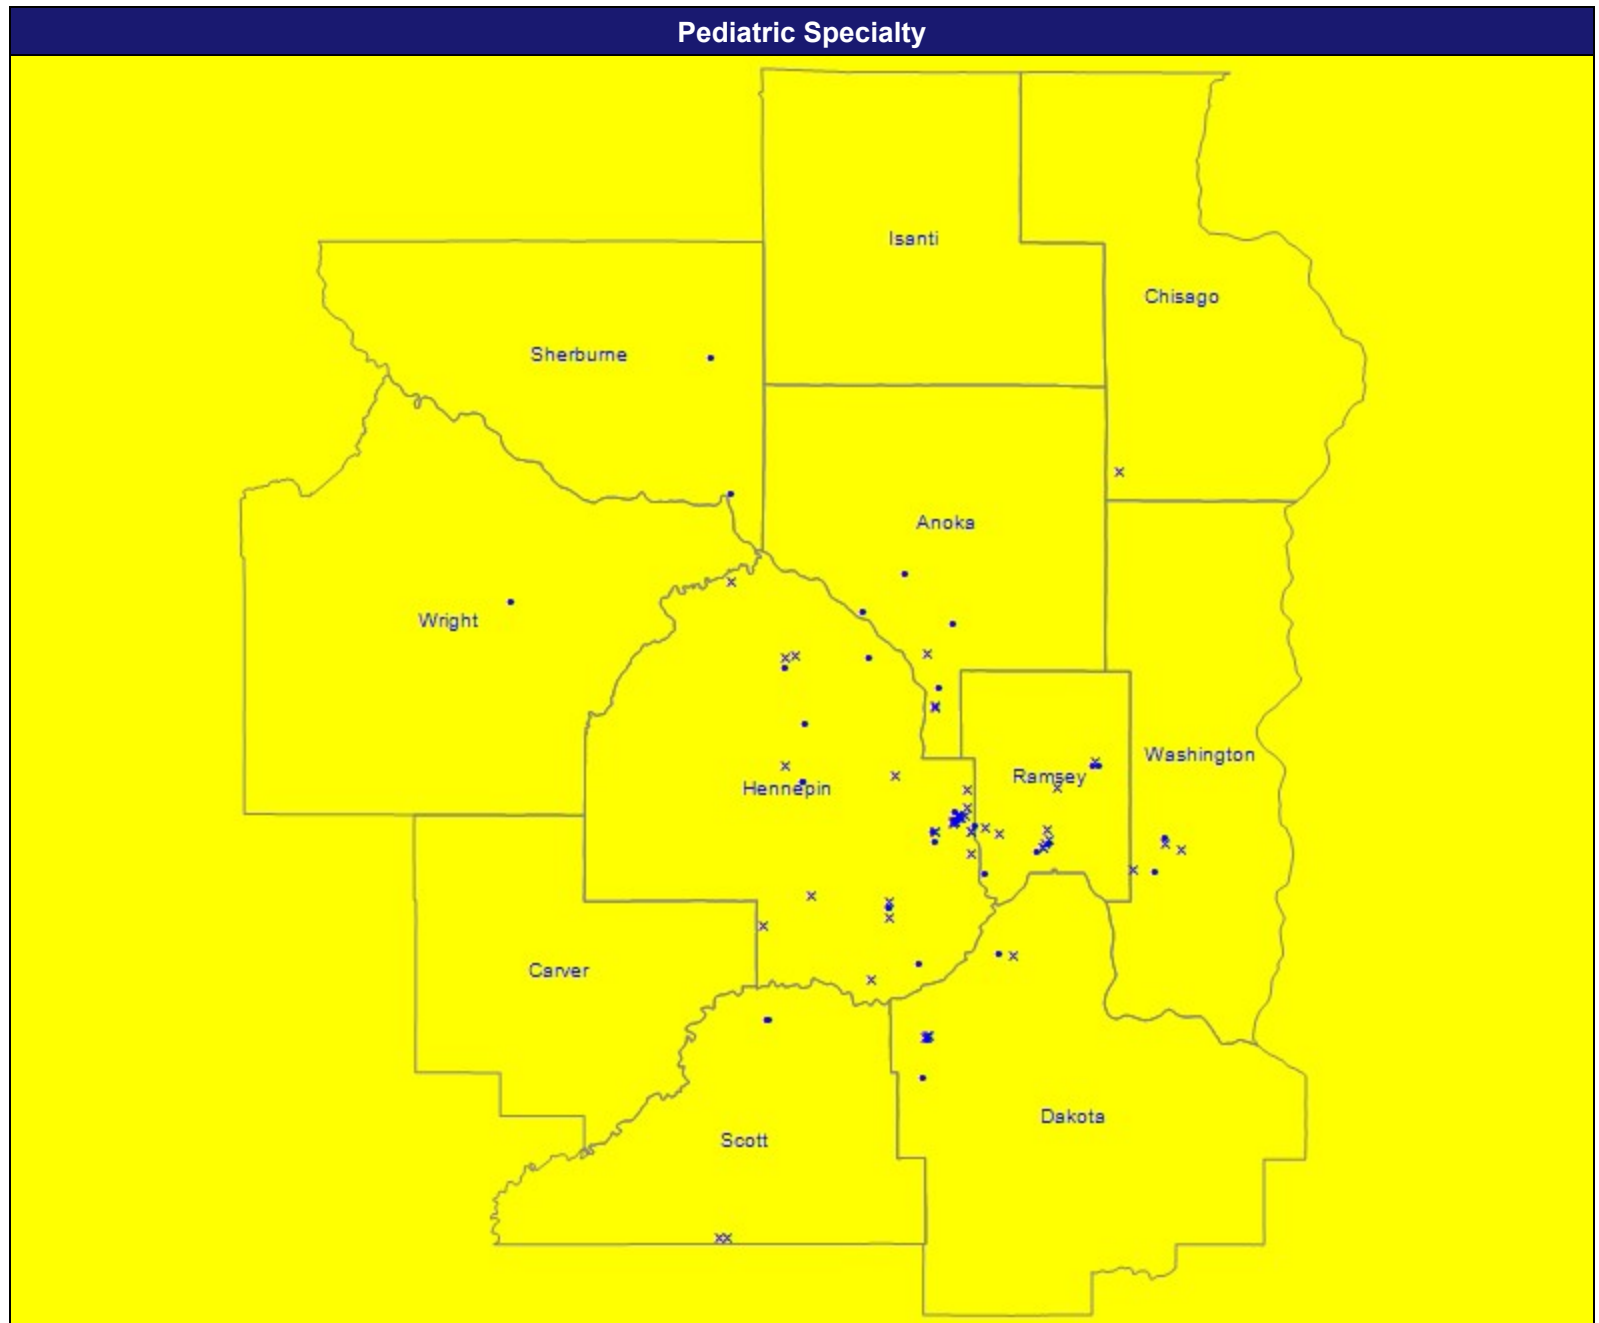 Pediatric Specialty
Isanti
Chisago
Sherburne
Anoka
Wright
Washington
Ramsey
Hennepin
Carver
Dakota
Scott